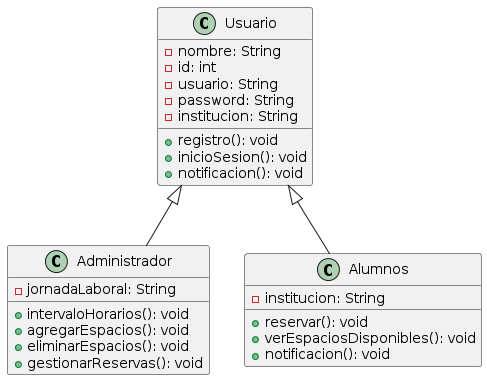 C Usuario
nombre: String
id: int
usuario: String
password: String
institucion: String
registro(): void
inicioSesion(): void
notificacion(): void
C Administrador
jornadaLaboral: String
intervaloHorarios(): void
agregarEspacios(): void
eliminarEspacios(): void
gestionarReservas(): void
C Alumnos
institucion: String
reservar(): void
verEspaciosDisponibles(): void
notificacion(): void